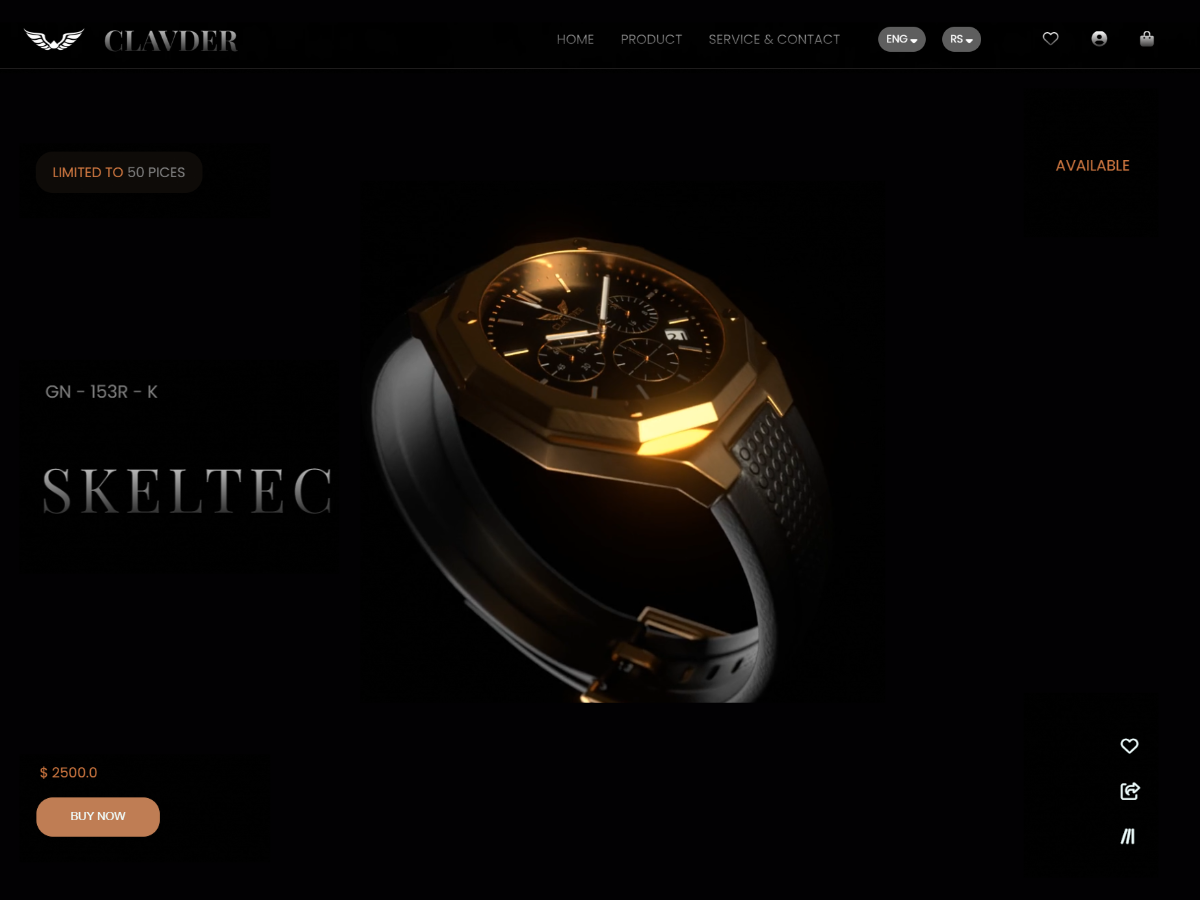 CLAVDER
HOME PRODUCT SERVICE & CONTACT ENG RS
LIMITED TO 50 PICES
AVAILABLE
GN - 153R - K
SKELTEC
$ 2500.0
BUY NOW